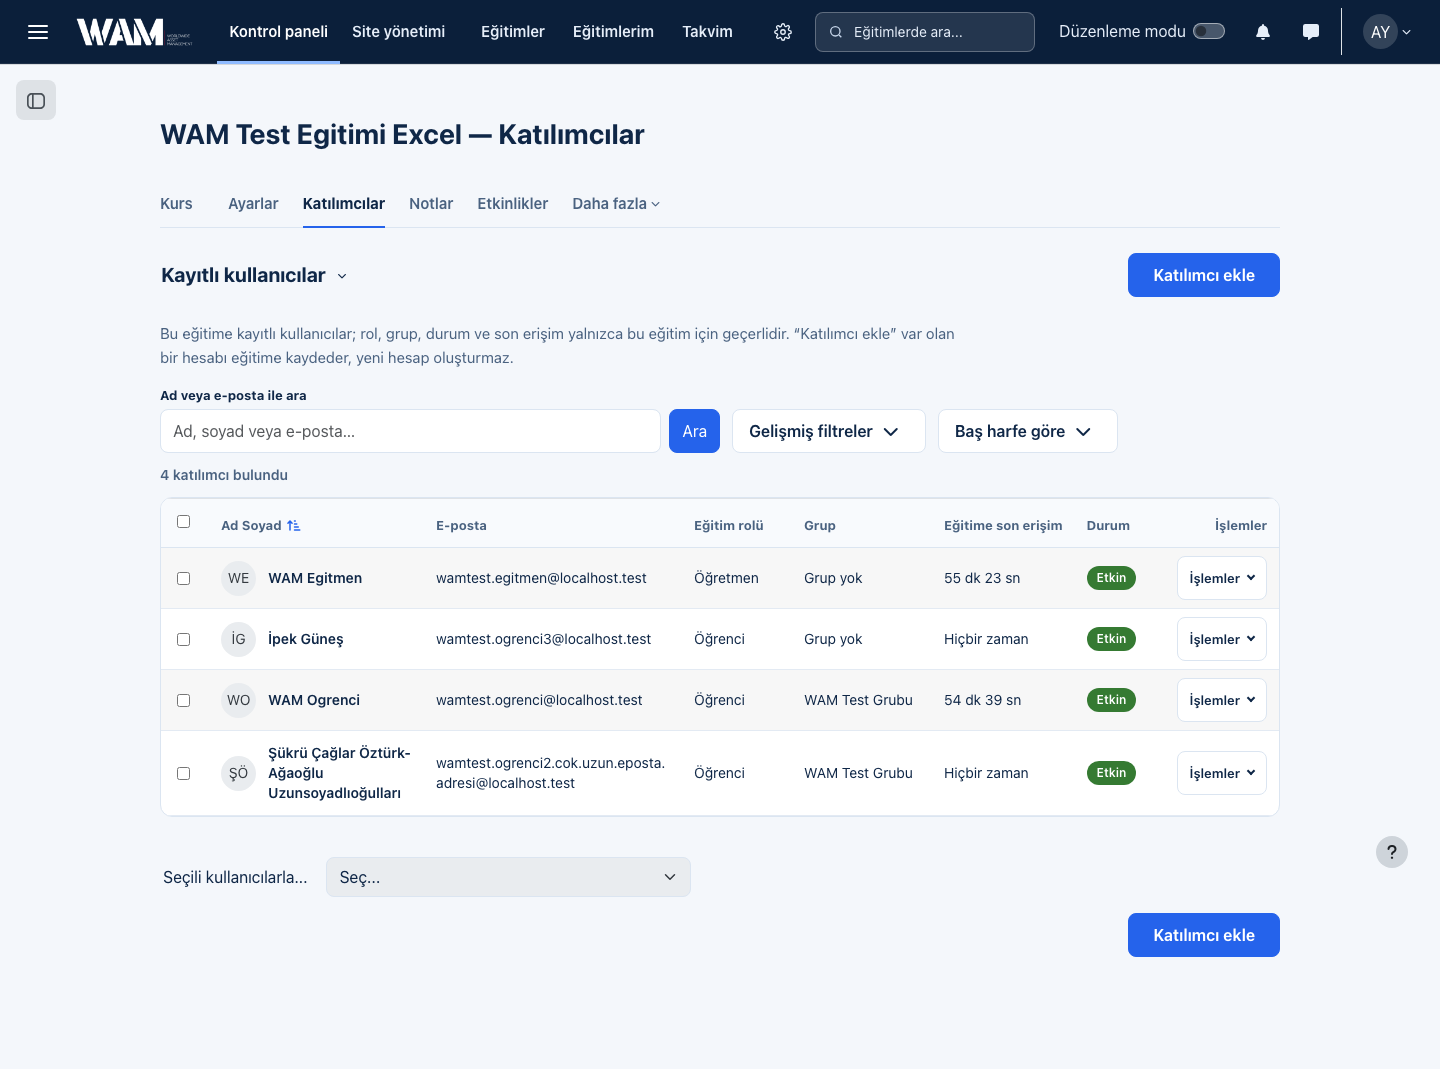 WAM Kontrol paneli Site yönetimi Eğitimler Eğitimlerim Takvim Eğitimlerde ara... Düzenleme modu AY
WAM Test Egitimi Excel — Katılımcılar
Kurs Ayarlar Katılımcılar Notlar Etkinlikler Daha fazla
Kayıtlı kullanıcılar Katılımcı ekle
Bu eğitime kayıtlı kullanıcılar; rol, grup, durum ve son erişim yalnızca bu eğitim için geçerlidir. “Katılımcı ekle” var olan
bir hesabı eğitime kaydeder, yeni hesap oluşturmaz.
Ad veya e-posta ile ara
Ad, soyad veya e-posta... Ara Gelişmiş filtreler Baş harfe göre
4 katılımcı bulundu
Ad Soyad E-posta Eğitim rolü Grup Eğitime son erişim Durum İşlemler
WE WAM Egitmen wamtest.egitmen@localhost.test Öğretmen Grup yok 55 dk 23 sn Etkin İşlemler
İG İpek Güneş wamtest.ogrenci3@localhost.test Öğrenci Grup yok Hiçbir zaman Etkin İşlemler
WO WAM Ogrenci wamtest.ogrenci@localhost.test Öğrenci WAM Test Grubu 54 dk 39 sn Etkin İşlemler
Şükrü Çağlar Öztürk-
wamtest.ogrenci2.cok.uzun.eposta.
ŞÖ Ağaoğlu Öğrenci WAM Test Grubu Hiçbir zaman Etkin İşlemler
adresi@localhost.test
Uzunsoyadlıoğulları
?
Seçili kullanıcılarla... Seç...
Katılımcı ekle